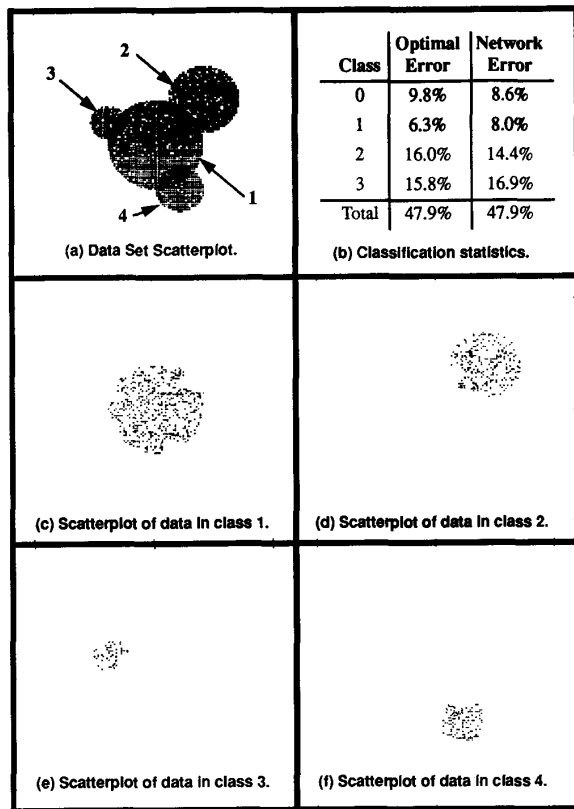 2
3
1
4
(a) Data Set Scatterplot.
Class Optimal Error Network Error
0 9.8% 8.6%
1 6.3% 8.0%
2 16.0% 14.4%
3 15.8% 16.9%
Total 47.9% 47.9%
(b) Classification statistics.
(c) Scatterplot of data in class 1.
(d) Scatterplot of data in class 2.
(e) Scatterplot of data in class 3.
(f) Scatterplot of data in class 4.